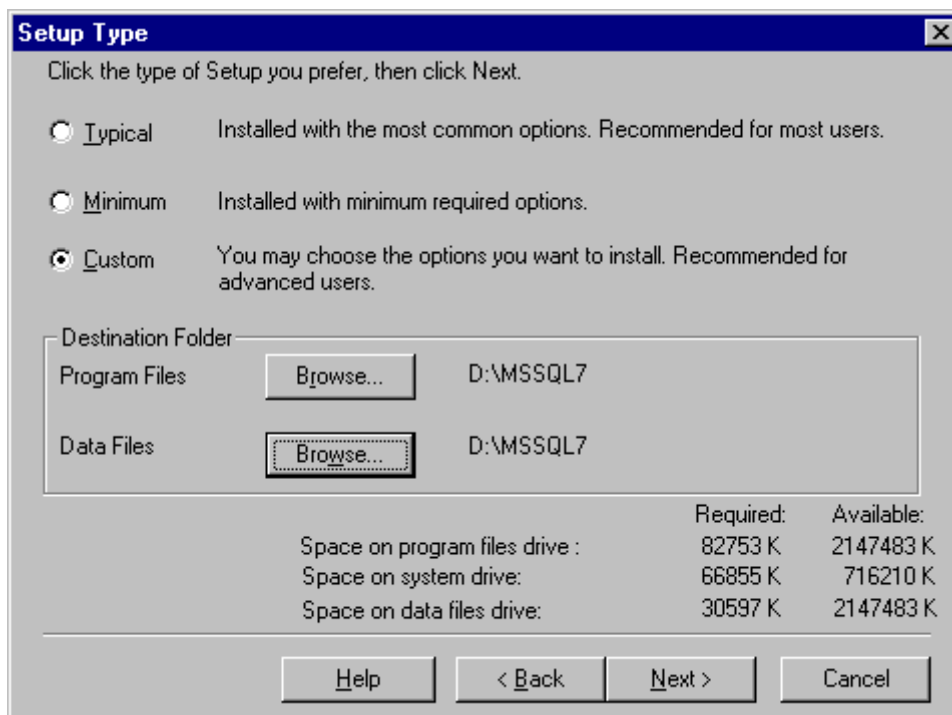 Setup Type
Click the type of Setup you prefer, then click Next.
Typical Installed with the most common options. Recommended for most users.
Minimum Installed with minimum required options.
Custom You may choose the options you want to install. Recommended for
advanced users.
Destination Folder
Program Files Browse... D:\MSSQL7
Data Files Browse... D:\MSSQL7
Required: Available:
Space on program files drive : 82753 K 2147483 K
Space on system drive: 66855 K 716210 K
Space on data files drive: 30597 K 2147483 K
Help < Back Next > Cancel